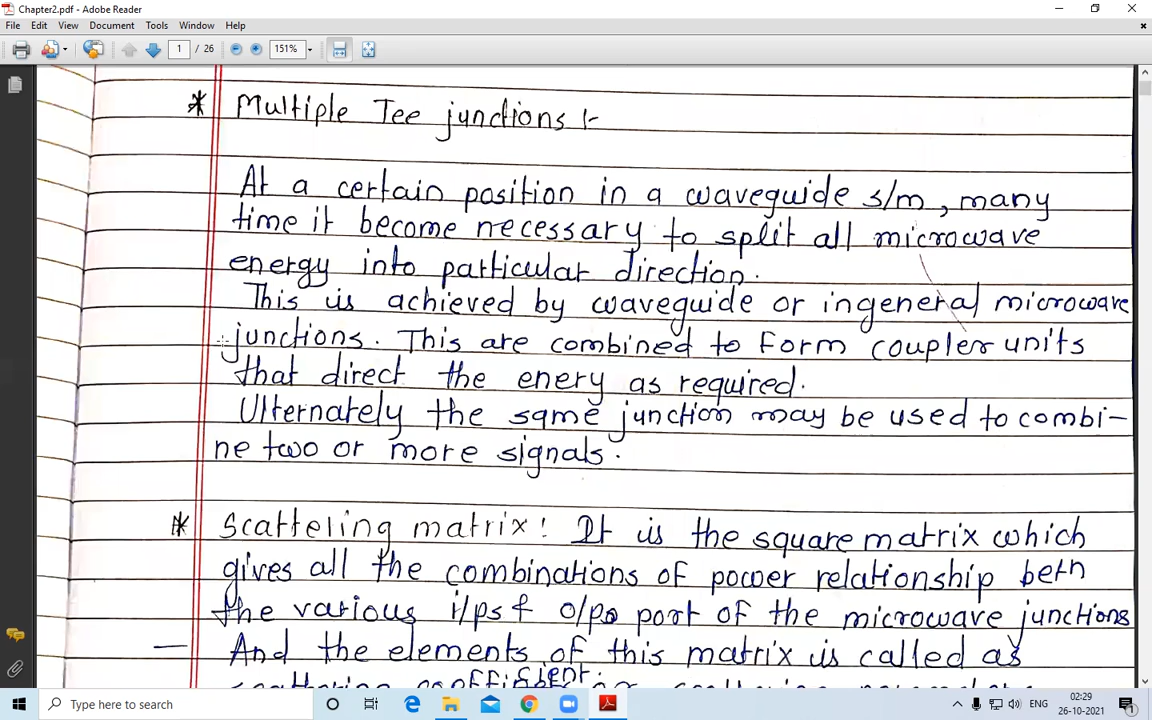 Chapter2.pdf - Adobe Reader
File Edit View Document Tools Window Help
1 / 26 151%
* Multiple Tee junctions :-
At a certain position in a waveguide s/m, many
time it become necessary to split all microwave
energy into particular direction.
This is achieved by waveguide or ingeneral microwave
junctions. This are combined to form coupler units
that direct the enery as required.
Ulternately the same junction may be used to combi-
ne two or more signals.
* Scatteling matrix: It is the square matrix which
gives all the combinations of power relationship betn
the various i/ps & o/ps port of the microwave junctions
— And the elements of this matrix is called as
coefficient
Type here to search
ENG
02:29
26-10-2021
1